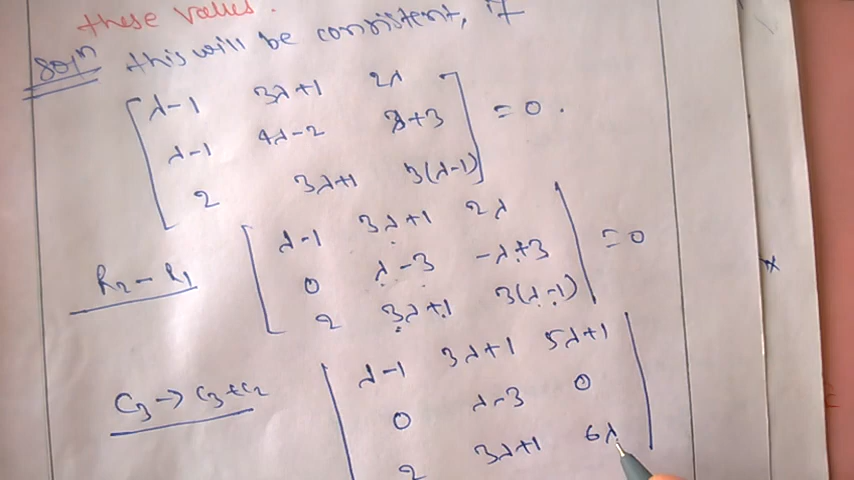 these values.
Soln this will be consistent, if
λ-1 3λ+1 2λ
λ-1 4λ-2 λ+3 = 0.
2 3λ+1 3(λ-1)
λ-1 3λ+1 2λ
R2-R1 0 λ-3 -λ+3 = 0
2 3λ+1 3(λ-1)
λ-1 3λ+1 5λ+1
C3→C3+C2 0 λ-3 0
2 3λ+1 6λ